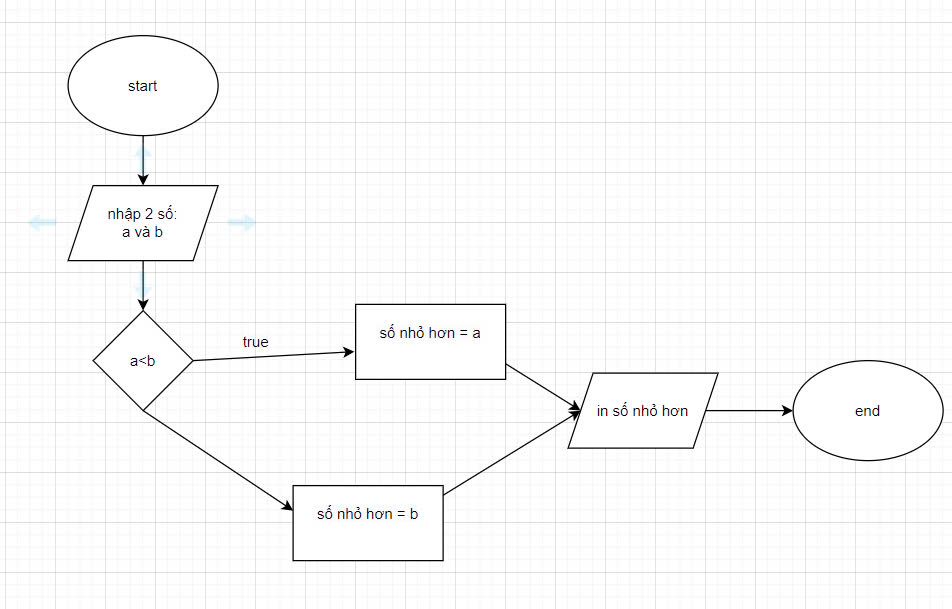 start
nhập 2 số:
a và b
a<b
true
số nhỏ hơn = a
số nhỏ hơn = b
in số nhỏ hơn
end